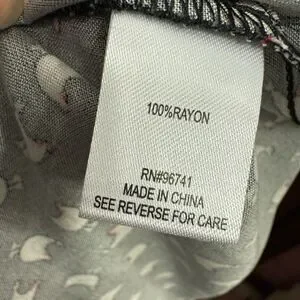 100%RAYON
RN#96741
MADE IN CHINA
SEE REVERSE FOR CARE